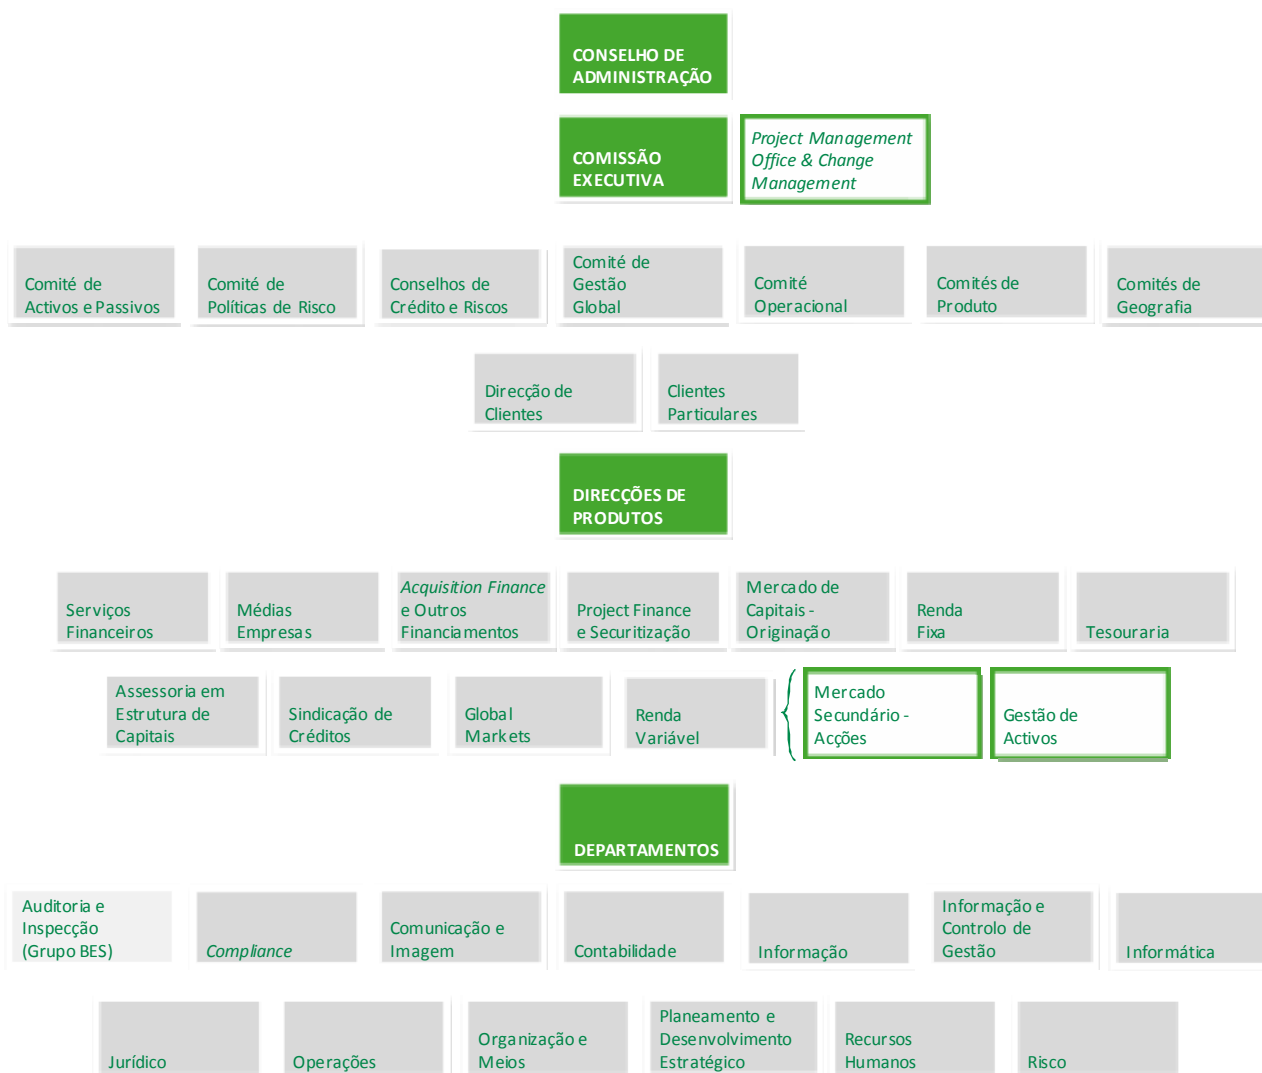 CONSELHO DE
ADMINISTRAÇÃO
COMISSÃO
EXECUTIVA
Project Management
Office & Change
Management
Comité de
Activos e Passivos
Comité de
Políticas de Risco
Conselhos de
Crédito e Riscos
Comité de
Gestão
Global
Comité
Operacional
Comités de
Produto
Comités de
Geografia
Direcção de
Clientes
Clientes
Particulares
DIRECÇÕES DE
PRODUTOS
Serviços
Financeiros
Médias
Empresas
Acquisition Finance
e Outros
Financiamentos
Project Finance
e Securitização
Mercado de
Capitais -
Originação
Renda
Fixa
Tesouraria
Assessoria em
Estrutura de
Capitais
Sindicação de
Créditos
Global
Markets
Renda
Variável
Mercado
Secundário -
Acções
Gestão de
Activos
DEPARTAMENTOS
Auditoria e
Inspecção
(Grupo BES)
Compliance
Comunicação e
Imagem
Contabilidade
Informação
Informação e
Controlo de
Gestão
Informática
Jurídico
Operações
Organização e
Meios
Planeamento e
Desenvolvimento
Estratégico
Recursos
Humanos
Risco